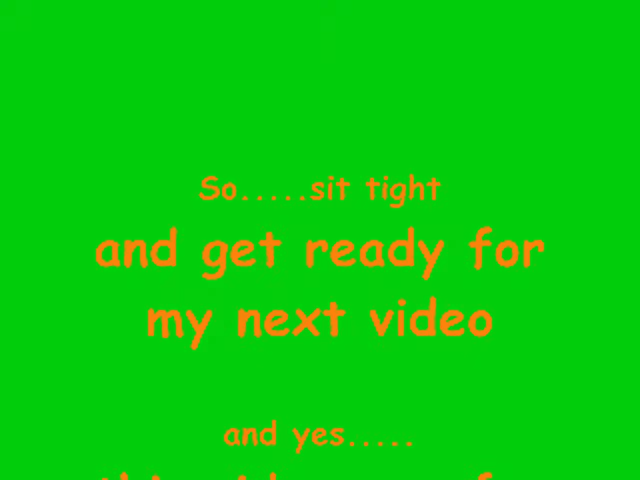 So.....sit tight
and get ready for
my next video
and yes.....